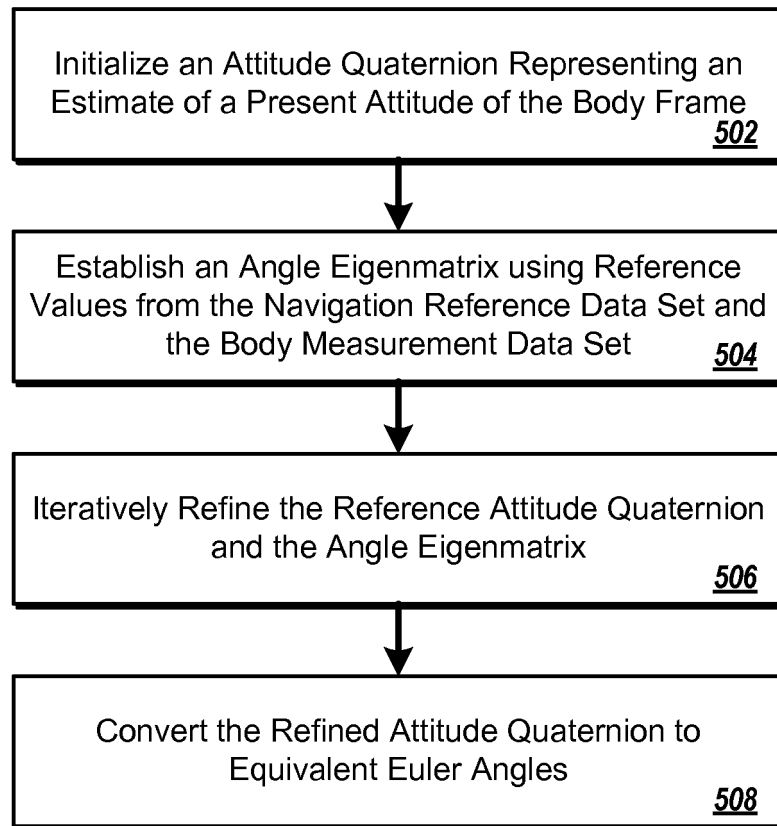 Initialize an Attitude Quaternion Representing an
Estimate of a Present Attitude of the Body Frame
502
Establish an Angle Eigenmatrix using Reference
Values from the Navigation Reference Data Set and
the Body Measurement Data Set
504
Iteratively Refine the Reference Attitude Quaternion
and the Angle Eigenmatrix
506
Convert the Refined Attitude Quaternion to
Equivalent Euler Angles
508